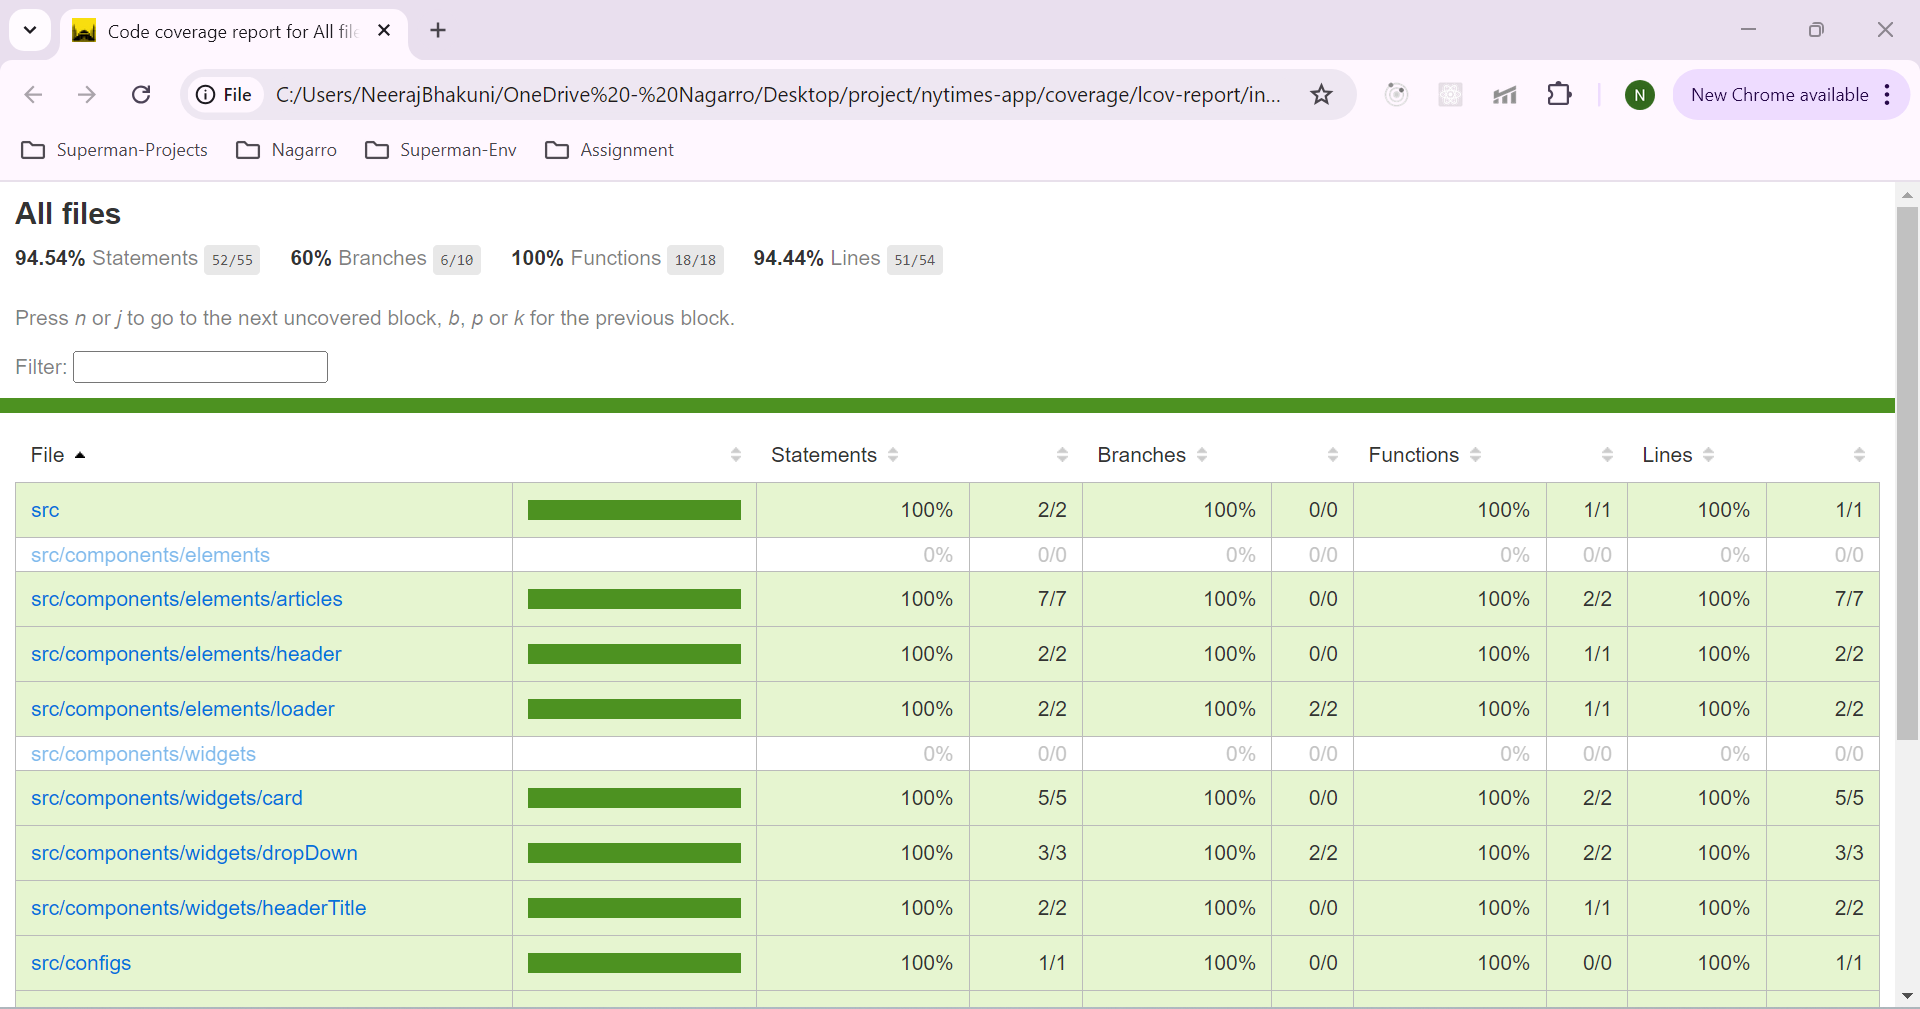 Code coverage report for All file
File C:/Users/NeerajBhakuni/OneDrive%20-%20Nagarro/Desktop/project/nytimes-app/coverage/lcov-report/in... N New Chrome available
Superman-Projects Nagarro Superman-Env Assignment
All files
94.54% Statements 52/55 60% Branches 6/10 100% Functions 18/18 94.44% Lines 51/54
Press n or j to go to the next uncovered block, b, p or k for the previous block.
Filter:
File Statements Branches Functions Lines
src 100% 2/2 100% 0/0 100% 1/1 100% 1/1
src/components/elements 0% 0/0 0% 0/0 0% 0/0 0% 0/0
src/components/elements/articles 100% 7/7 100% 0/0 100% 2/2 100% 7/7
src/components/elements/header 100% 2/2 100% 0/0 100% 1/1 100% 2/2
src/components/elements/loader 100% 2/2 100% 2/2 100% 1/1 100% 2/2
src/components/widgets 0% 0/0 0% 0/0 0% 0/0 0% 0/0
src/components/widgets/card 100% 5/5 100% 0/0 100% 2/2 100% 5/5
src/components/widgets/dropDown 100% 3/3 100% 2/2 100% 2/2 100% 3/3
src/components/widgets/headerTitle 100% 2/2 100% 0/0 100% 1/1 100% 2/2
src/configs 100% 1/1 100% 0/0 100% 0/0 100% 1/1